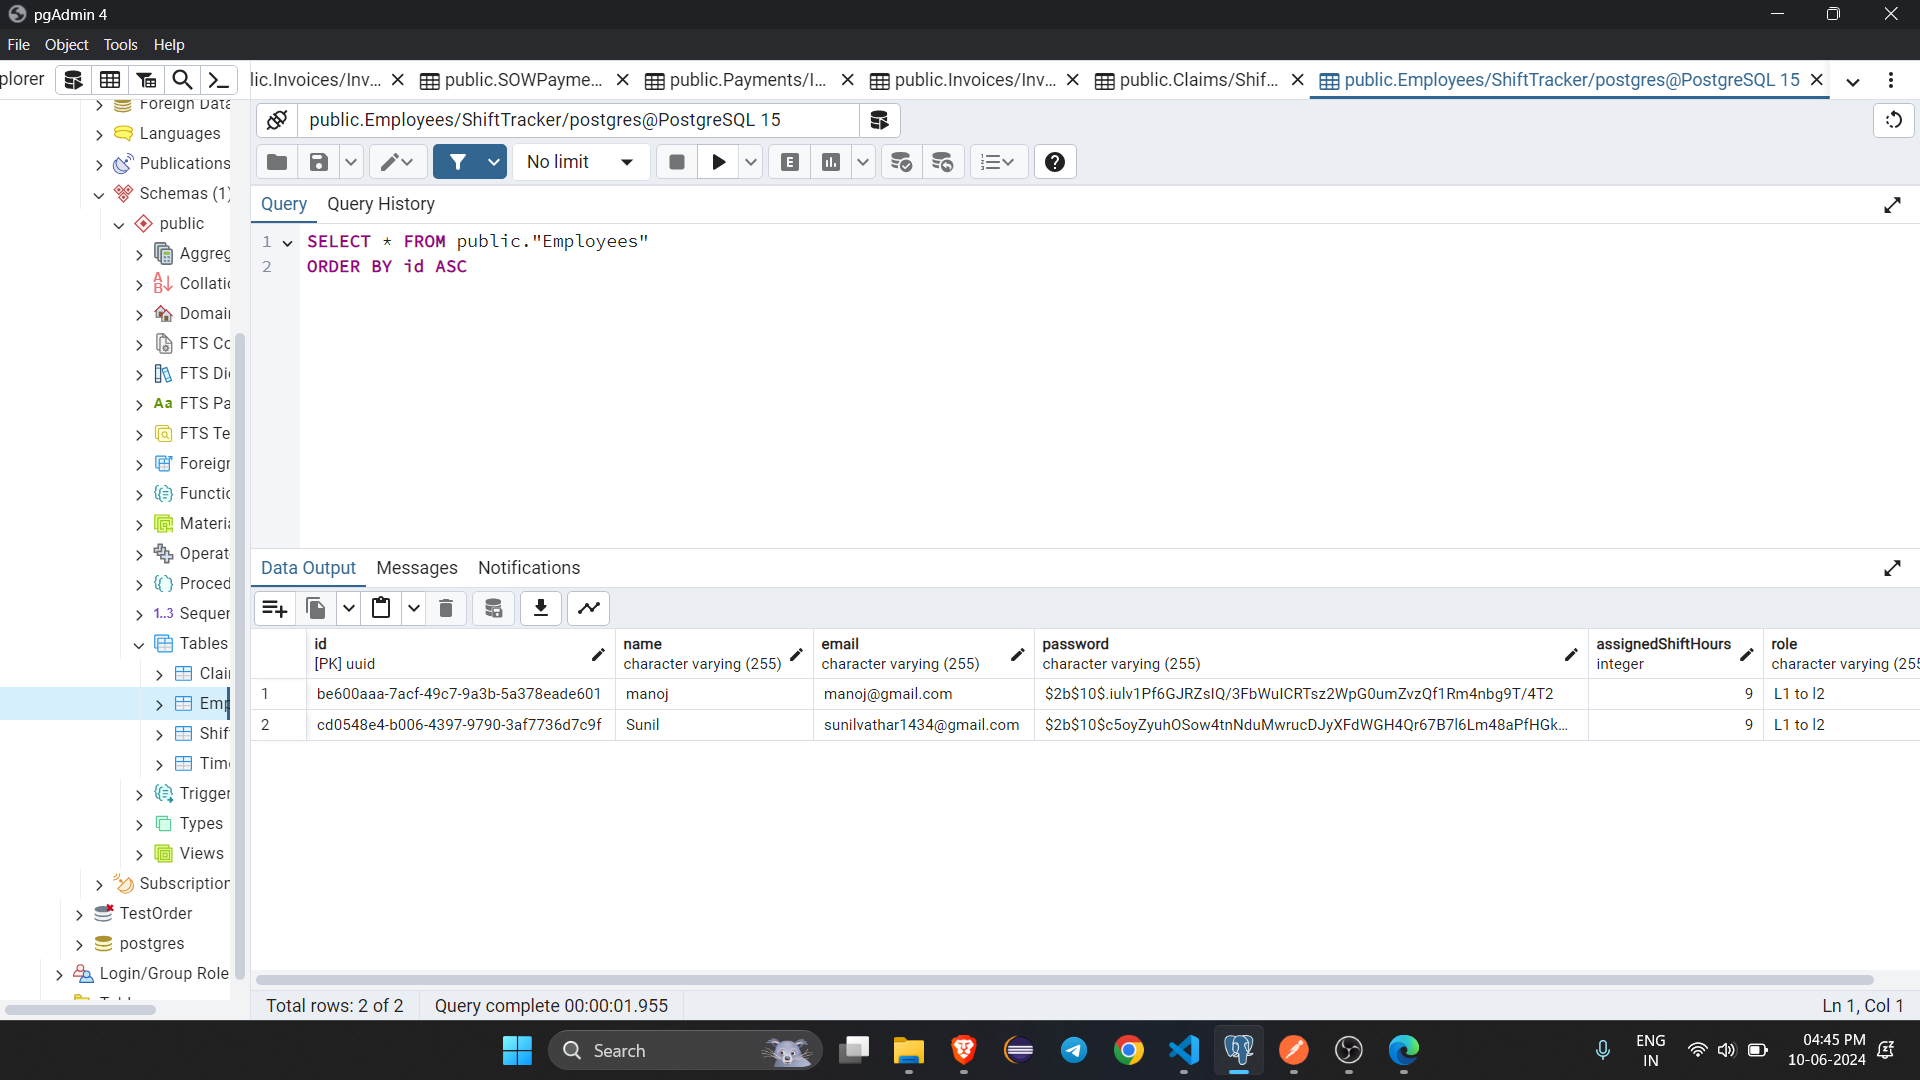 pgAdmin 4
File Object Tools Help
plorer
lic.Invoices/Inv... public.SOWPayme... public.Payments/I... public.Invoices/Inv... public.Claims/Shif... public.Employees/ShiftTracker/postgres@PostgreSQL 15
public.Employees/ShiftTracker/postgres@PostgreSQL 15
No limit
E
Query Query History
1 SELECT * FROM public."Employees"
2 ORDER BY id ASC
Foreign Data
Languages
Publications
Schemas (1)
public
Aggreg
Collatio
Domai
FTS Co
FTS Di
Aa FTS Pa
FTS Te
Foreign
Functio
Materia
Operat
Proced
1..3 Sequen
Tables
Clai
Emp
Shif
Time
Trigger
Types
Views
Subscription
TestOrder
postgres
Login/Group Role
Data Output Messages Notifications
id name email password assignedShiftHours role
[PK] uuid character varying (255) character varying (255) character varying (255) integer character varying (255
1 be600aaa-7acf-49c7-9a3b-5a378eade601 manoj manoj@gmail.com $2b$10$.iulv1Pf6GJRZsIQ/3FbWuICRTsz2WpG0umZvzQf1Rm4nbg9T/4T2 9 L1 to l2
2 cd0548e4-b006-4397-9790-3af7736d7c9f Sunil sunilvathar1434@gmail.com $2b$10$c5oyZyuhOSow4tnNduMwrucDJyXFdWGH4Qr67B7l6Lm48aPfHGk... 9 L1 to l2
Total rows: 2 of 2 Query complete 00:00:01.955 Ln 1, Col 1
Search
ENG
IN
04:45 PM
10-06-2024